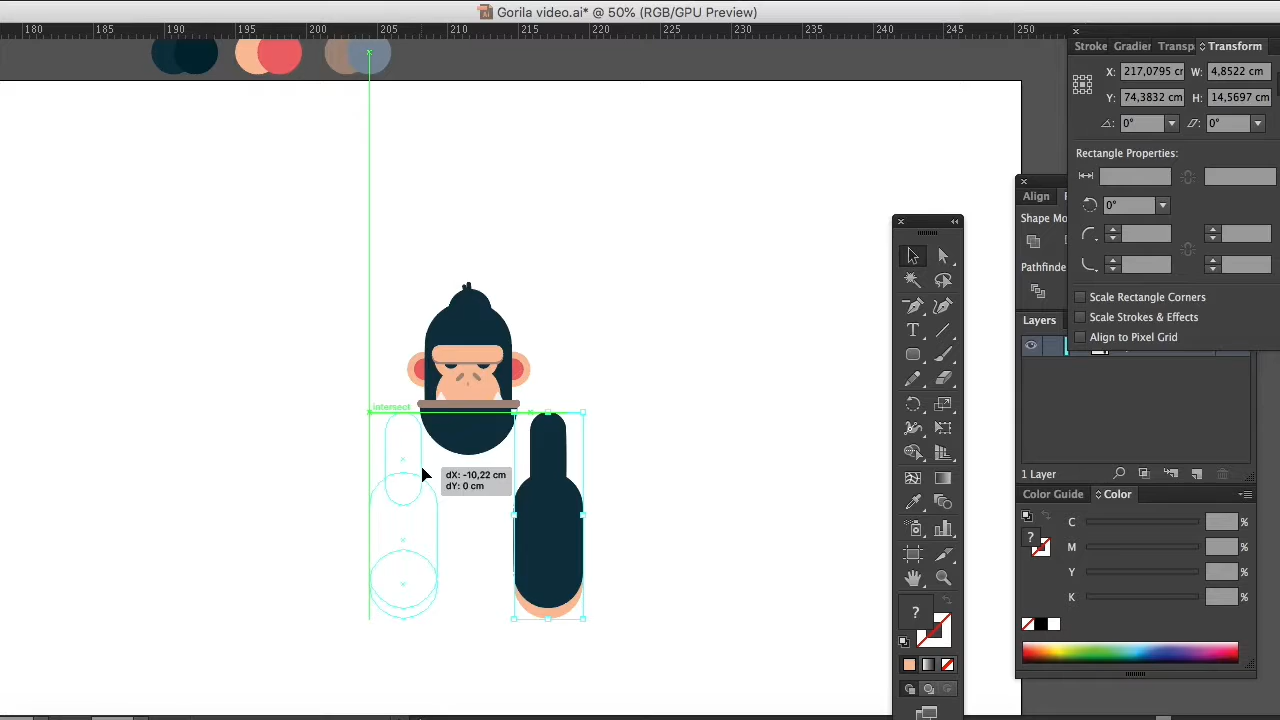 Gorila video.ai* @ 50% (RGB/GPU Preview)
180 185 190 195 200 205 210 215 220 225 230 235 240 245 250
Stroke Gradier Transp Transform
X: 217,0795 cr W: 4,8522 cm
Y: 74,3832 cm H: 14,5697 cm
0° 0°
Rectangle Properties:
0°
Align
Shape Mo
Pathfinde
Scale Rectangle Corners
Scale Strokes & Effects
Align to Pixel Grid
Layers
intersect
dX: -10,22 cm
dY: 0 cm
1 Layer
Color Guide Color
C %
M %
Y %
K %
?
?
T